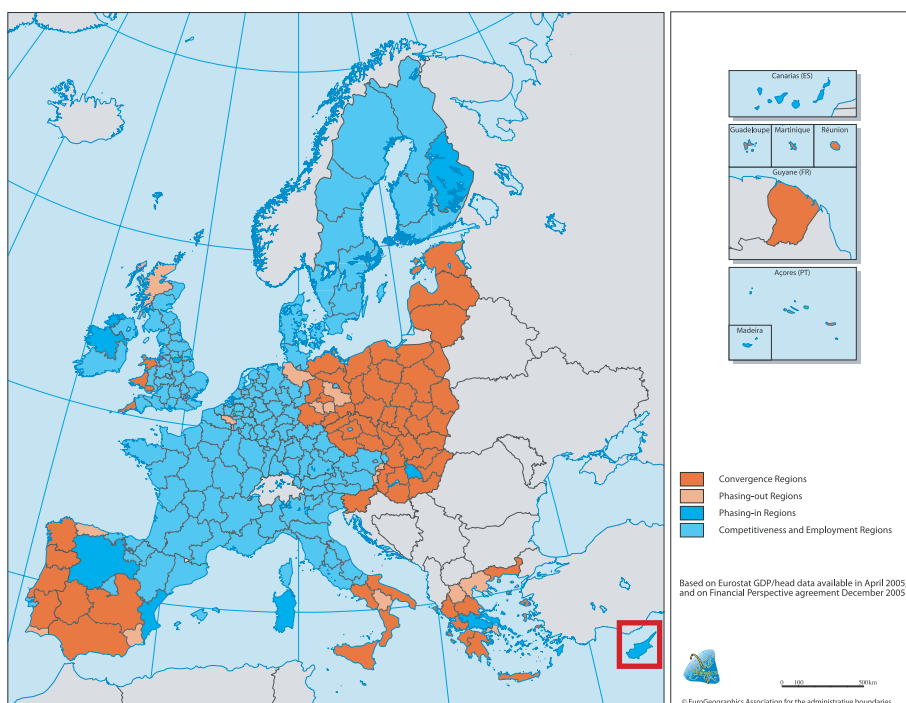 Canarias (ES)
Guadeloupe
Martinique
Réunion
Guyane (FR)
Açores (PT)
Madeira
Convergence Regions
Phasing-out Regions
Phasing-in Regions
Competitiveness and Employment Regions
Based on Eurostat GDP/head data available in April 2005,
and on Financial Perspective agreement December 2005
0 100 500km
© EuroGeographics Association for the administrative boundaries